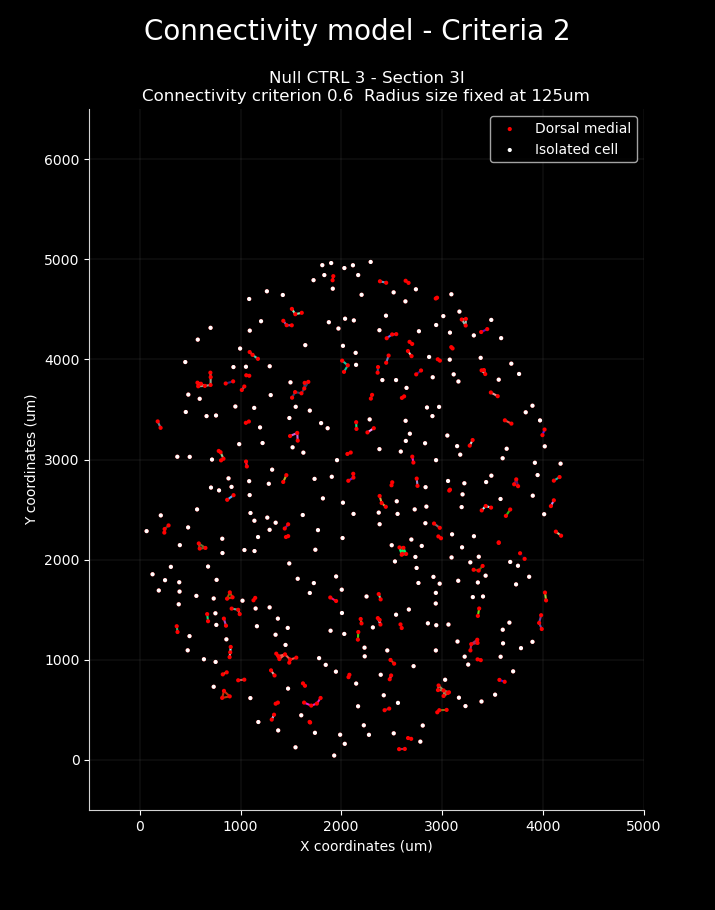 Connectivity model - Criteria 2
Null CTRL 3 - Section 3l
Connectivity criterion 0.6  Radius size fixed at 125um
Dorsal medial
Isolated cell
6000
5000
4000
3000
2000
1000
0
Y coordinates (um)
0
1000
2000
3000
4000
5000
X coordinates (um)